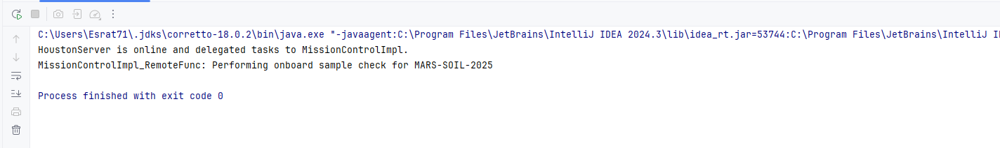 C:\Users\Esrat71\.jdks\corretto-18.0.2\bin\java.exe "-javaagent:C:\Program Files\JetBrains\IntelliJ IDEA 2024.3\lib\idea_rt.jar=53744:C:\Program Files\JetBrains\IntelliJ
HoustonServer is online and delegated tasks to MissionControlImpl.
MissionControlImpl_RemoteFunc: Performing onboard sample check for MARS-SOIL-2025
Process finished with exit code 0